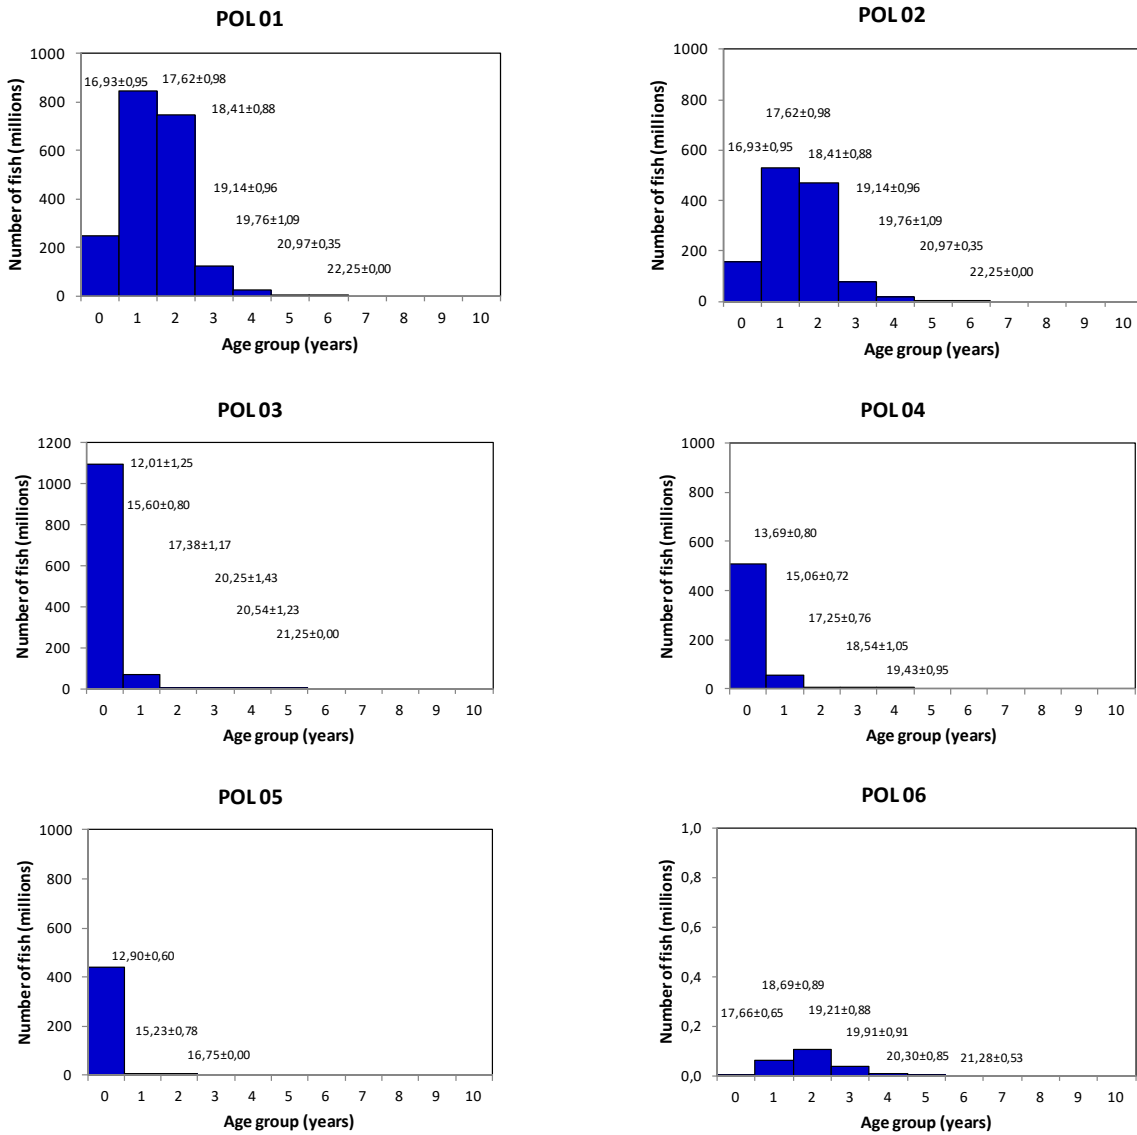 POL 01
Number of fish (millions)
1000
800
600
400
200
0
16,93±0,95
17,62±0,98
18,41±0,88
19,14±0,96
19,76±1,09
20,97±0,35
22,25±0,00
0 1 2 3 4 5 6 7 8 9 10
Age group (years)
POL 02
Number of fish (millions)
1000
800
600
400
200
0
17,62±0,98
16,93±0,95
18,41±0,88
19,14±0,96
19,76±1,09
20,97±0,35
22,25±0,00
0 1 2 3 4 5 6 7 8 9 10
Age group (years)
POL 03
Number of fish (millions)
1200
1000
800
600
400
200
0
12,01±1,25
15,60±0,80
17,38±1,17
20,25±1,43
20,54±1,23
21,25±0,00
0 1 2 3 4 5 6 7 8 9 10
Age group (years)
POL 04
Number of fish (millions)
1000
800
600
400
200
0
13,69±0,80
15,06±0,72
17,25±0,76
18,54±1,05
19,43±0,95
0 1 2 3 4 5 6 7 8 9 10
Age group (years)
POL 05
Number of fish (millions)
1000
800
600
400
200
0
12,90±0,60
15,23±0,78
16,75±0,00
0 1 2 3 4 5 6 7 8 9 10
Age group (years)
POL 06
Number of fish (millions)
1,0
0,8
0,6
0,4
0,2
0,0
18,69±0,89
17,66±0,65
19,21±0,88
19,91±0,91
20,30±0,85
21,28±0,53
0 1 2 3 4 5 6 7 8 9 10
Age group (years)